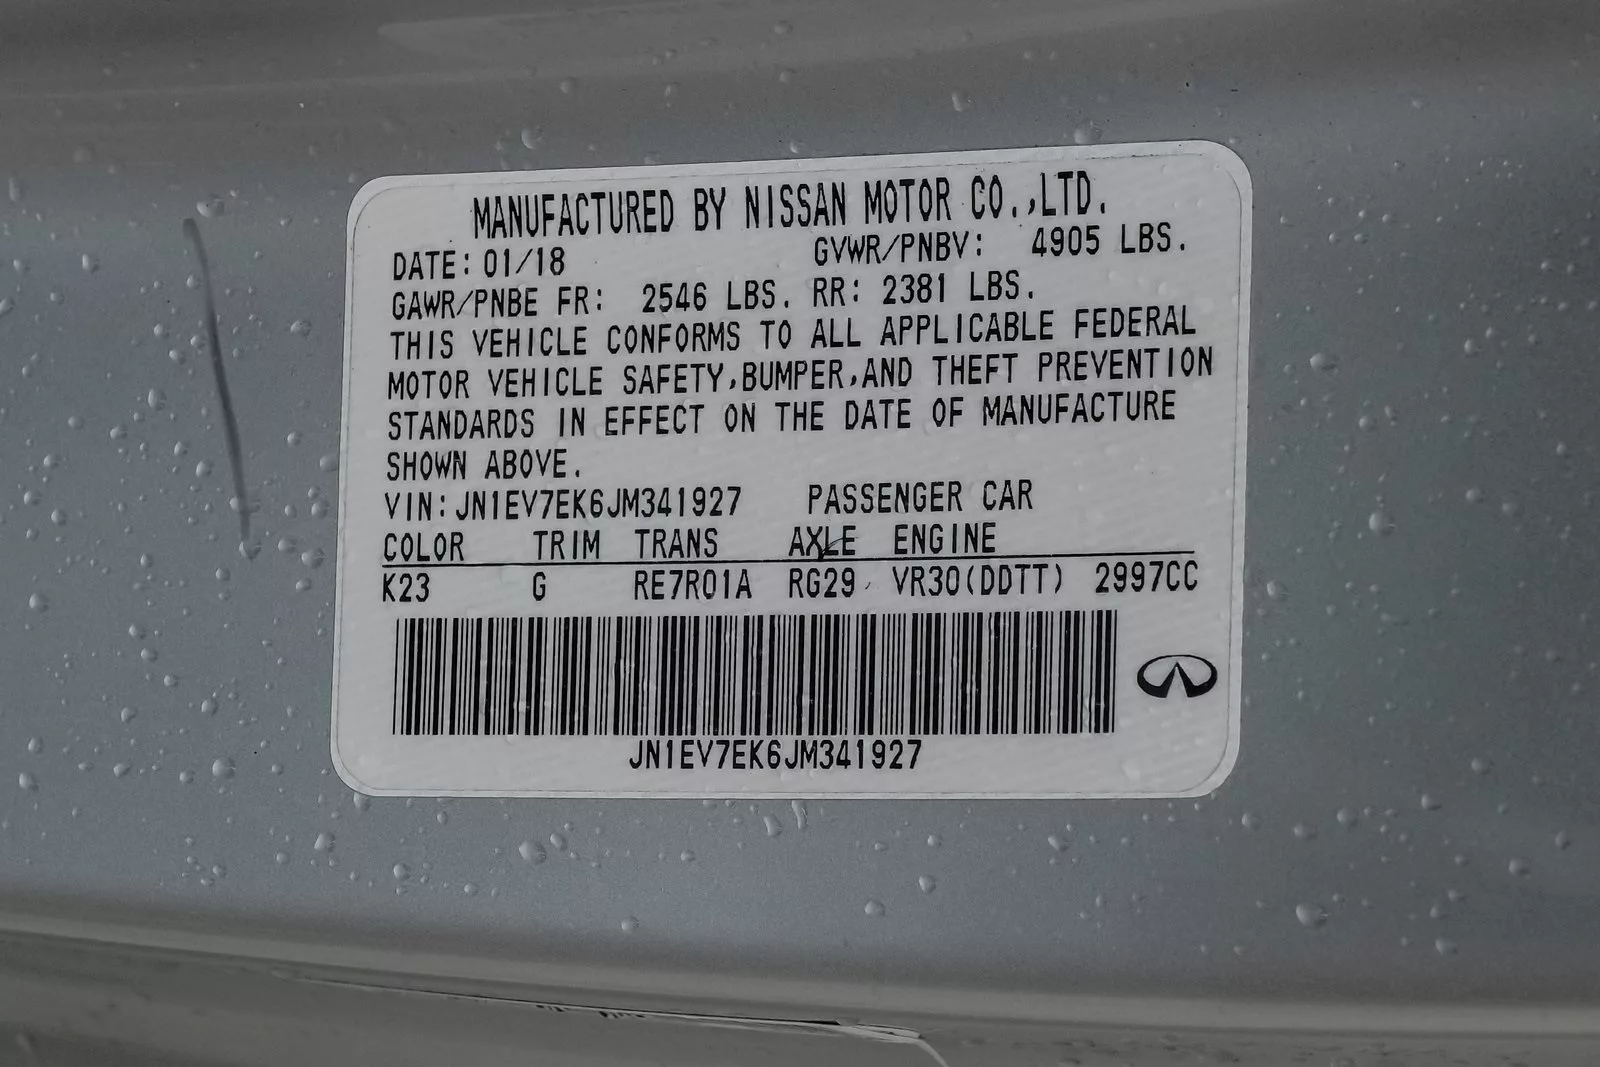 MANUFACTURED BY NISSAN MOTOR CO.,LTD.
DATE: 01/18 GVWR/PNBV: 4905 LBS.
GAWR/PNBE FR: 2546 LBS. RR: 2381 LBS.
THIS VEHICLE CONFORMS TO ALL APPLICABLE FEDERAL
MOTOR VEHICLE SAFETY,BUMPER,AND THEFT PREVENTION
STANDARDS IN EFFECT ON THE DATE OF MANUFACTURE
SHOWN ABOVE.
VIN:JN1EV7EK6JM341927 PASSENGER CAR
COLOR TRIM TRANS AXLE ENGINE
K23 G RE7R01A RG29 VR30(DDTT) 2997CC
JN1EV7EK6JM341927